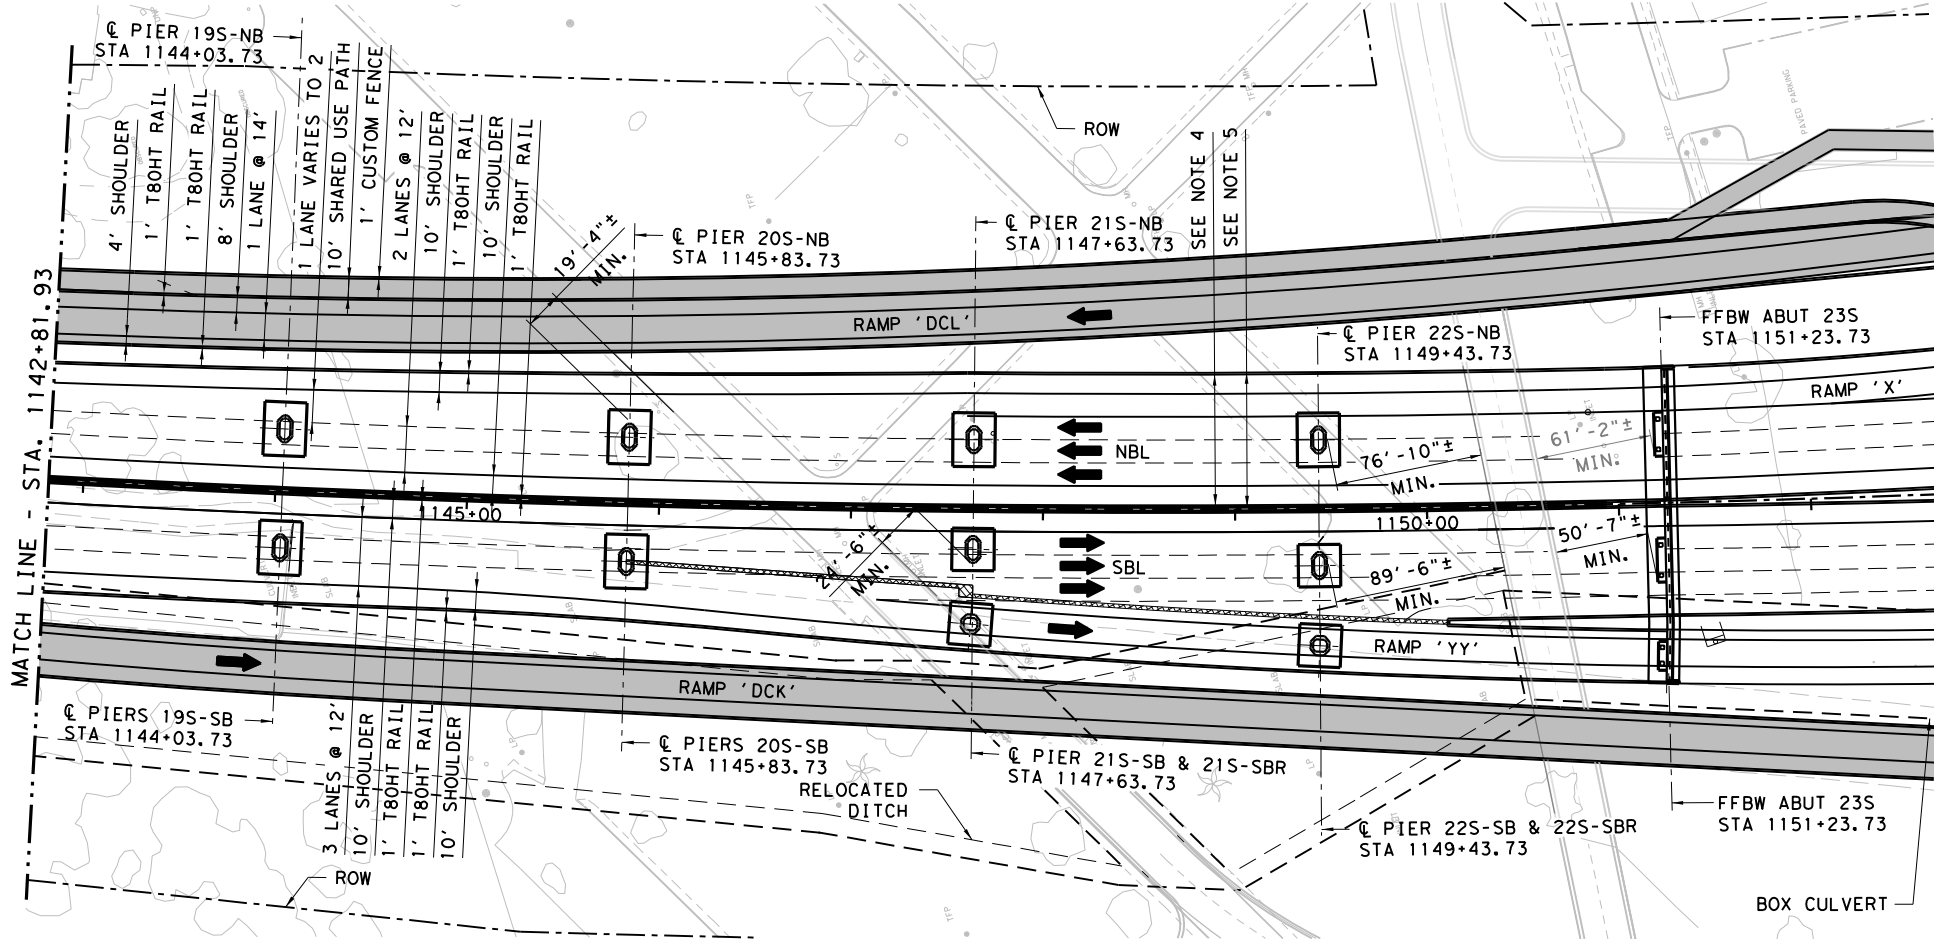 ℄ PIER 19S-NB
STA 1144+03.73
4' SHOULDER
1' T80HT RAIL
1' T80HT RAIL
8' SHOULDER
1 LANE @ 14'
1 LANE VARIES TO 2
10' SHARED USE PATH
1' CUSTOM FENCE
2 LANES @ 12'
10' SHOULDER
1' T80HT RAIL
10' SHOULDER
1' T80HT RAIL
19'-4"±
MIN.
℄ PIER 20S-NB
STA 1145+83.73
℄ PIER 21S-NB
STA 1147+63.73
ROW
SEE NOTE 4
SEE NOTE 5
PAVED PARKING
RAMP 'DCL'
℄ PIER 22S-NB
STA 1149+43.73
FFBW ABUT 23S
STA 1151+23.73
RAMP 'X'
MATCH LINE - STA. 1142+81.93
NBL
76'-10"±
MIN.
61'-2"±
MIN.
1145+00
1150+00
24'-6"±
MIN.
SBL
50'-7"±
MIN.
89'-6"±
MIN.
RAMP 'YY'
RAMP 'DCK'
℄ PIERS 19S-SB
STA 1144+03.73
3 LANES @ 12'
10' SHOULDER
1' T80HT RAIL
1' T80HT RAIL
10' SHOULDER
℄ PIERS 20S-SB
STA 1145+83.73
℄ PIER 21S-SB & 21S-SBR
STA 1147+63.73
RELOCATED
DITCH
℄ PIER 22S-SB & 22S-SBR
STA 1149+43.73
FFBW ABUT 23S
STA 1151+23.73
ROW
BOX CULVERT